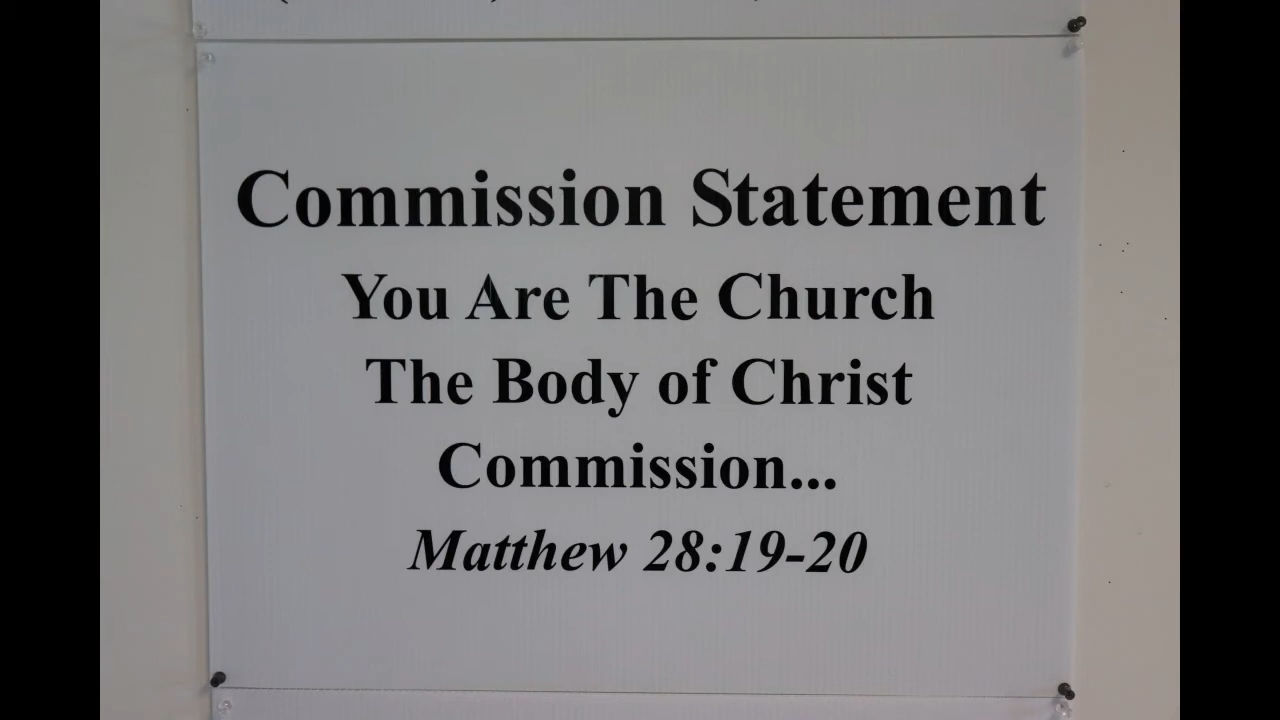 Commission Statement
You Are The Church
The Body of Christ
Commission...
Matthew 28:19-20